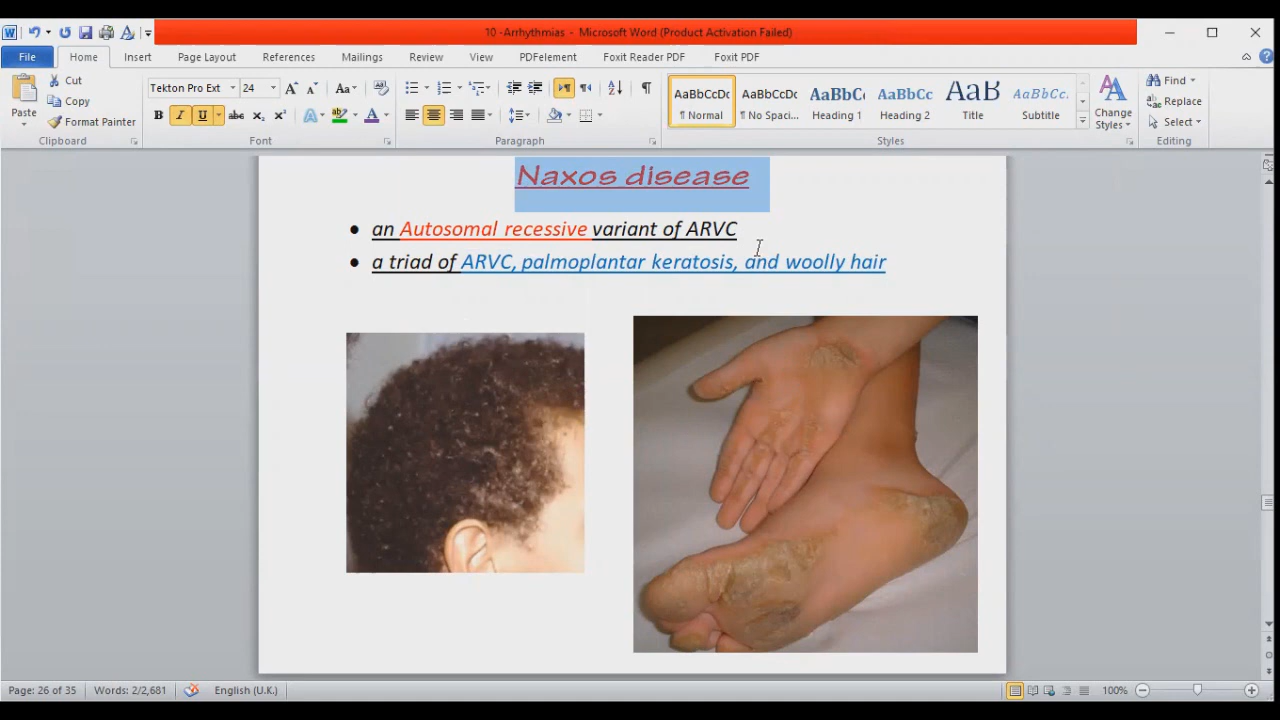 10 -Arrhythmias - Microsoft Word (Product Activation Failed)
File Home Insert Page Layout References Mailings Review View PDFelement Foxit Reader PDF Foxit PDF
Paste
Cut
Copy
Format Painter
Clipboard
Tekton Pro Ext 24
Font
Paragraph
AaBbCcDc AaBbCcDc AaBbC AaBbCc AaB AaBbCc.
¶ Normal ¶ No Spaci... Heading 1 Heading 2 Title Subtitle
Change Styles
Styles
Find
Replace
Select
Editing
Naxos disease
• an Autosomal recessive variant of ARVC
• a triad of ARVC, palmoplantar keratosis, and woolly hair
Page: 26 of 35 Words: 2/2,681 English (U.K.) 100%